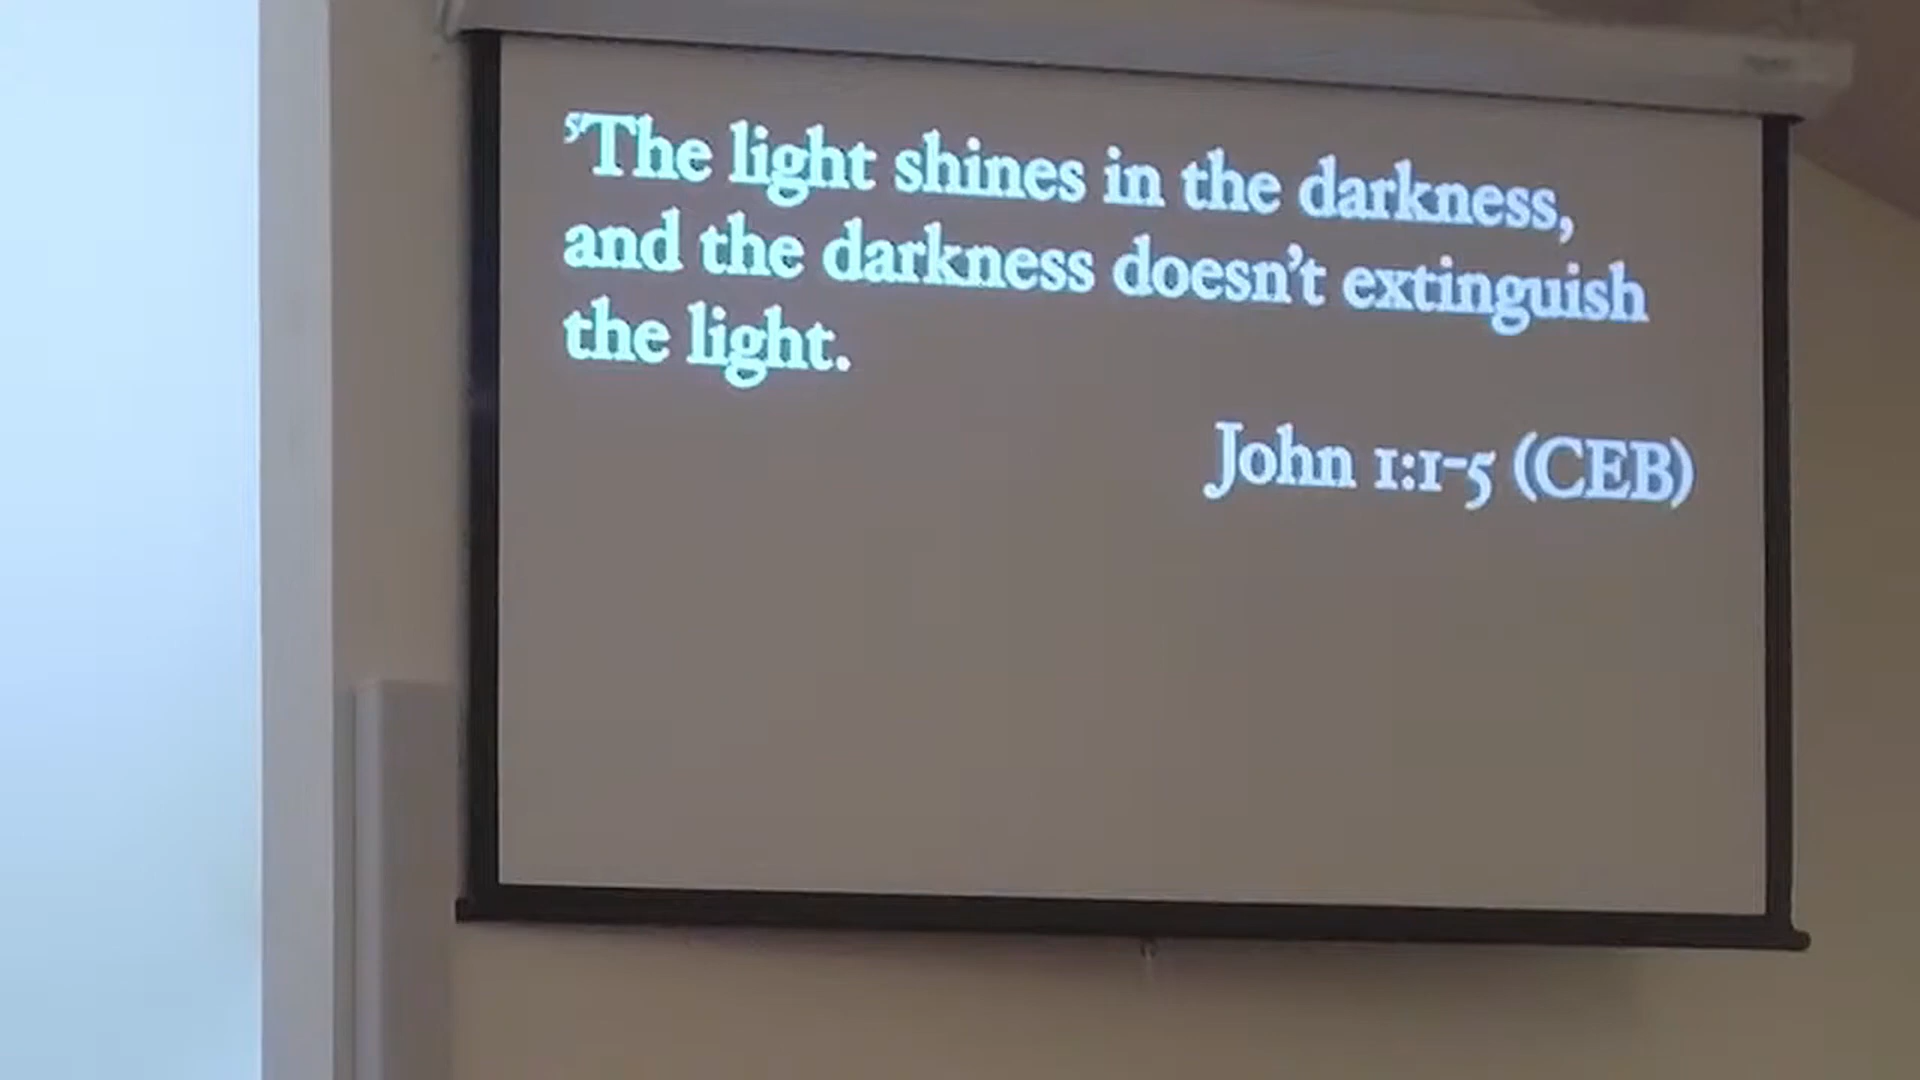 ⁵The light shines in the darkness,
and the darkness doesn’t extinguish
the light.
John 1:1-5 (CEB)